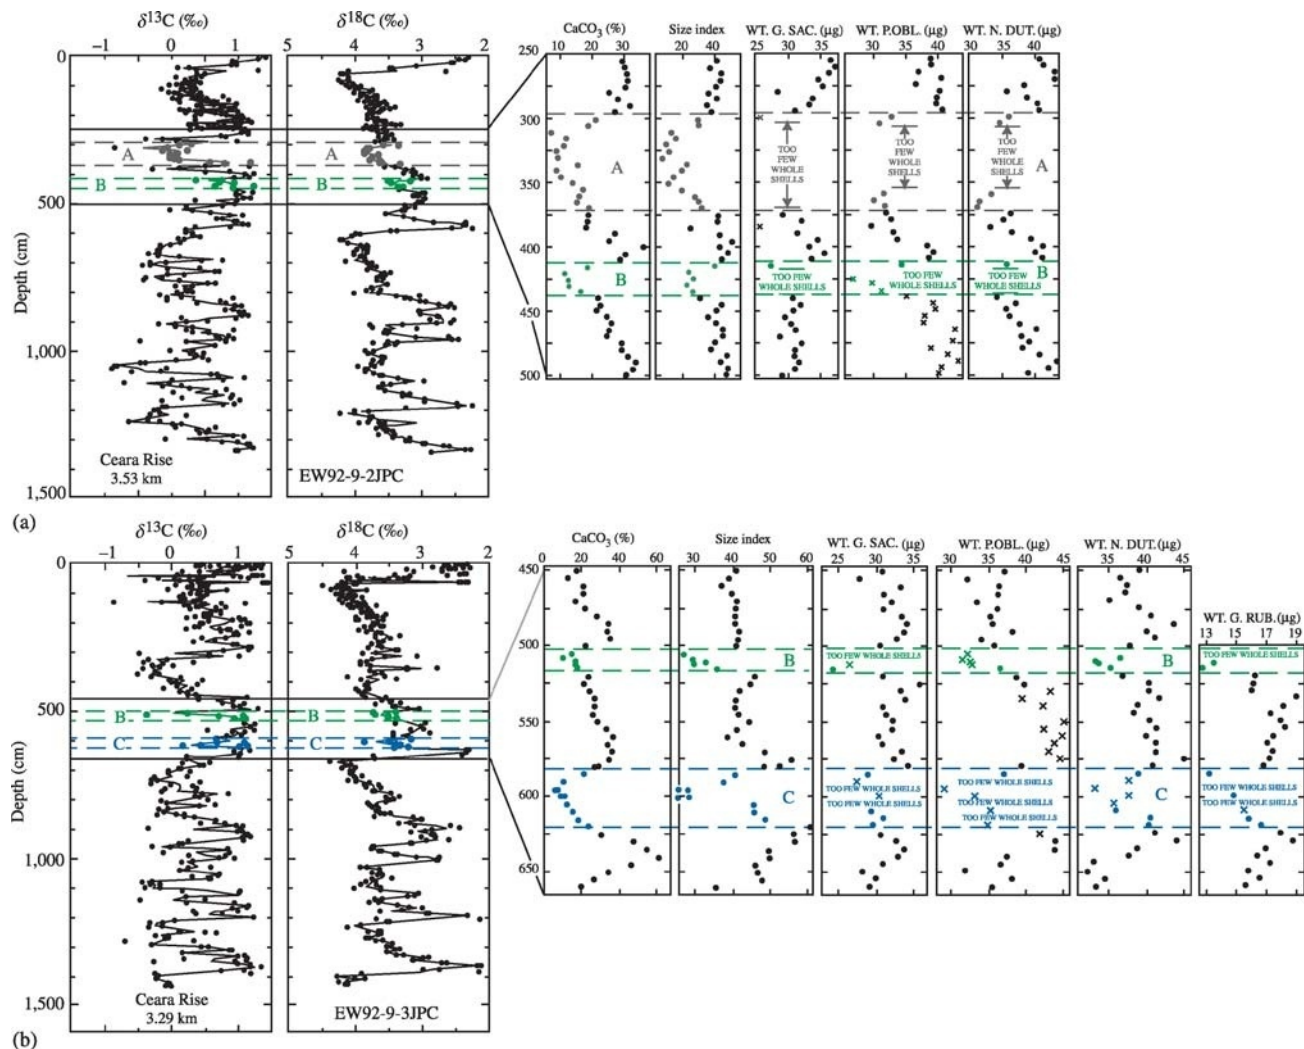 δ13C (‰) δ18C (‰)
−1 0 1 5 4 3 2
CaCO3 (%) Size index WT. G. SAC. (μg) WT. P.OBL. (μg) WT. N. DUT. (μg)
10 20 30 20 40 25 30 35 30 35 40 30 35 40
0
250
300
350
400
450
500
A A
B B
500
1,000
1,500
Depth (cm)
A
TOO
FEW
WHOLE
SHELLS
TOO
FEW
WHOLE
SHELLS
TOO
FEW
WHOLE
SHELLS
A
B
TOO FEW
WHOLE SHELLS
TOO FEW
WHOLE SHELLS
TOO FEW
WHOLE SHELLS
B
Ceara Rise
3.53 km
EW92-9-2JPC
(a)
δ13C (‰) δ18C (‰)
−1 0 1 5 4 3 2
CaCO3 (%) Size index WT. G. SAC. (μg) WT. P.OBL. (μg) WT. N. DUT. (μg)
0 20 40 60 30 40 50 60 25 30 35 30 35 40 45 35 40 45
WT. G. RUB. (μg)
13 15 17 19
0
500
1,000
1,500
Depth (cm)
450
500
550
600
650
B B
C C
B
TOO FEW WHOLE SHELLS
TOO FEW WHOLE SHELLS
B
TOO FEW WHOLE SHELLS
C
TOO FEW WHOLE SHELLS
TOO FEW WHOLE SHELLS
TOO FEW WHOLE SHELLS
TOO FEW WHOLE SHELLS
TOO FEW WHOLE SHELLS
C
TOO FEW WHOLE SHELLS
TOO FEW WHOLE SHELLS
Ceara Rise
3.29 km
EW92-9-3JPC
(b)